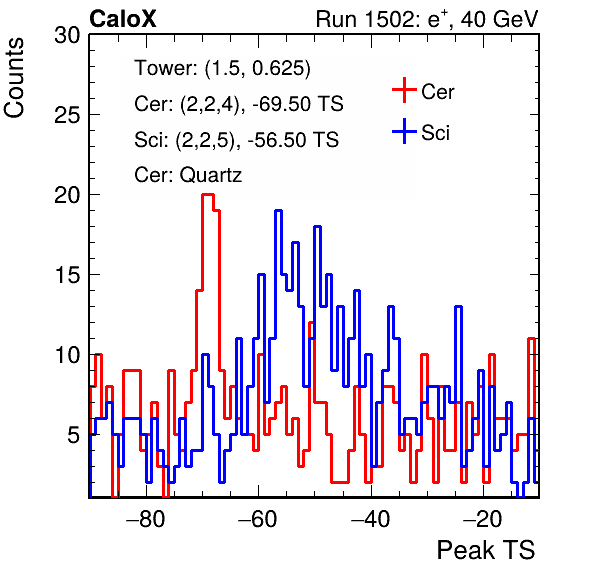 CaloX Run 1502: e⁺, 40 GeV
Counts
30
25
20
15
10
5
Tower: (1.5, 0.625)
Cer: (2,2,4), -69.50 TS
Sci: (2,2,5), -56.50 TS
Cer: Quartz
Cer
Sci
−80 −60 −40 −20
Peak TS